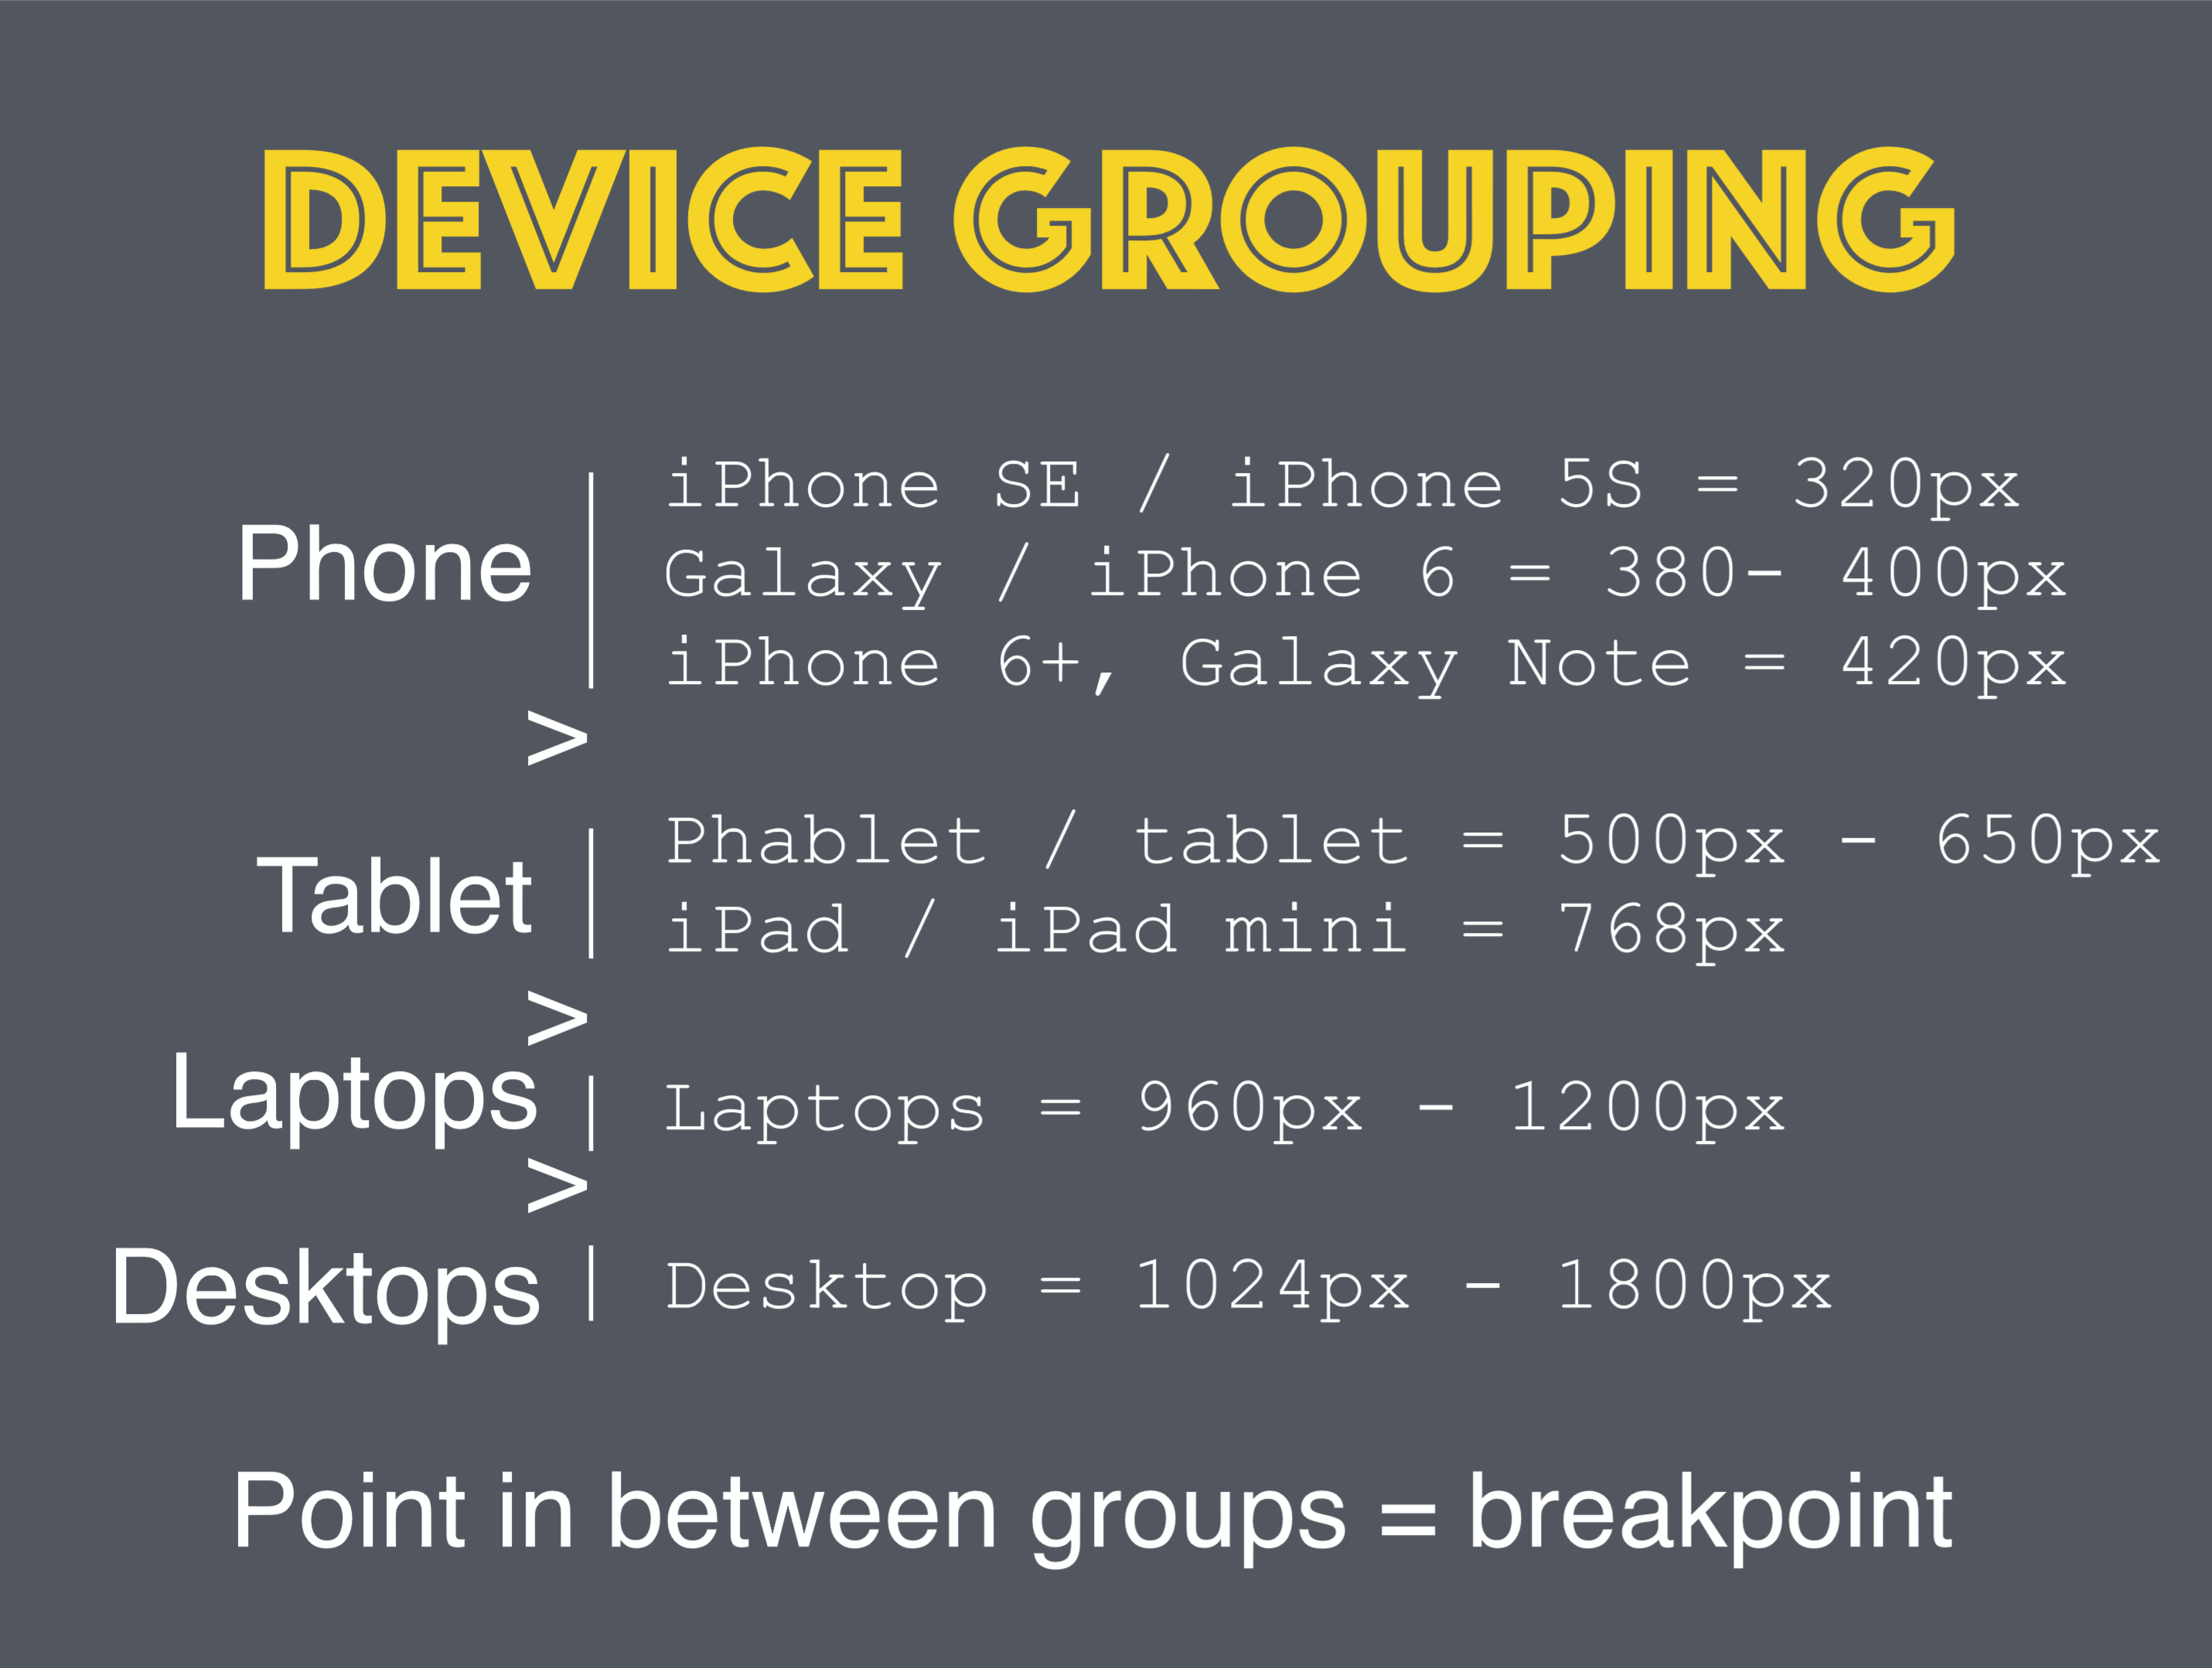 DEVICE GROUPING
Phone
iPhone SE / iPhone 5S = 320px
Galaxy / iPhone 6 = 380- 400px
iPhone 6+, Galaxy Note = 420px
>
Tablet
Phablet / tablet = 500px - 650px
iPad / iPad mini = 768px
>
Laptops
Laptops = 960px - 1200px
>
Desktops
Desktop = 1024px - 1800px
Point in between groups = breakpoint